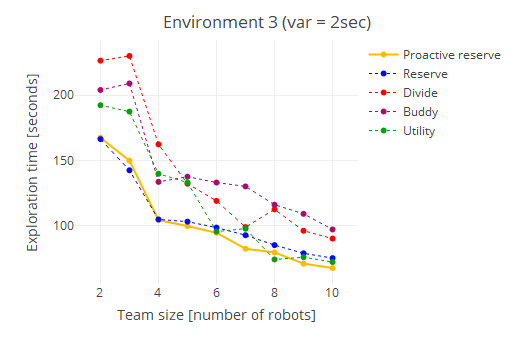 Environment 3 (var = 2sec)
Proactive reserve
Reserve
Divide
Buddy
Utility
Exploration time [seconds]
200
150
100
2
4
6
8
10
Team size [number of robots]